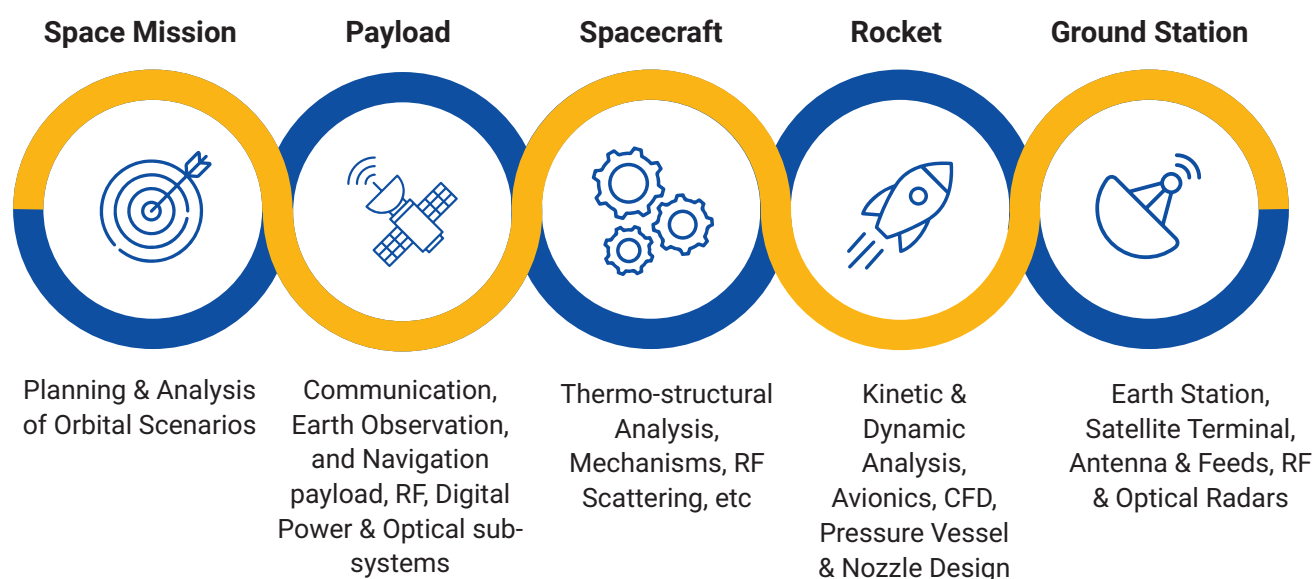 Space Mission
Payload
Spacecraft
Rocket
Ground Station
Planning & Analysis
of Orbital Scenarios
Communication,
Earth Observation,
and Navigation
payload, RF, Digital
Power & Optical sub-
systems
Thermo-structural
Analysis,
Mechanisms, RF
Scattering, etc
Kinetic &
Dynamic
Analysis,
Avionics, CFD,
Pressure Vessel
& Nozzle Design
Earth Station,
Satellite Terminal,
Antenna & Feeds, RF
& Optical Radars